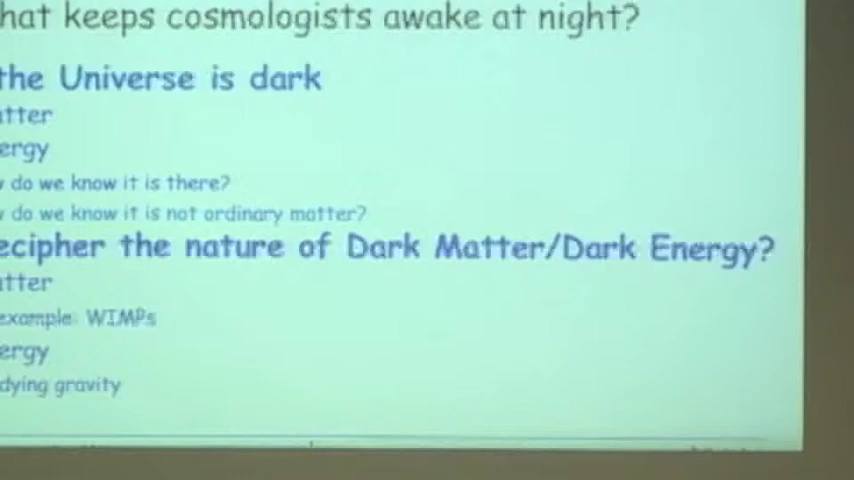 hat keeps cosmologists awake at night?
the Universe is dark
tter
ergy
do we know it is there?
do we know it is not ordinary matter?
ecipher the nature of Dark Matter/Dark Energy?
tter
example: WIMPs
ergy
dying gravity